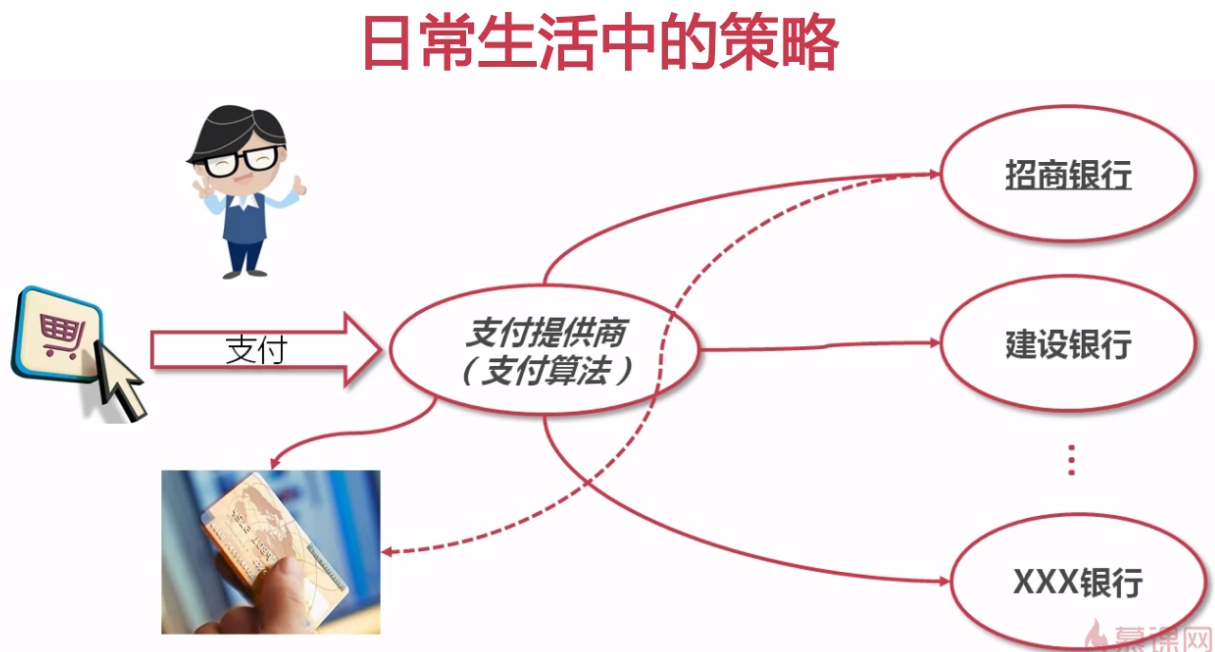 日常生活中的策略
招商银行
支付
支付提供商
（支付算法）
建设银行
XXX银行
慕课网